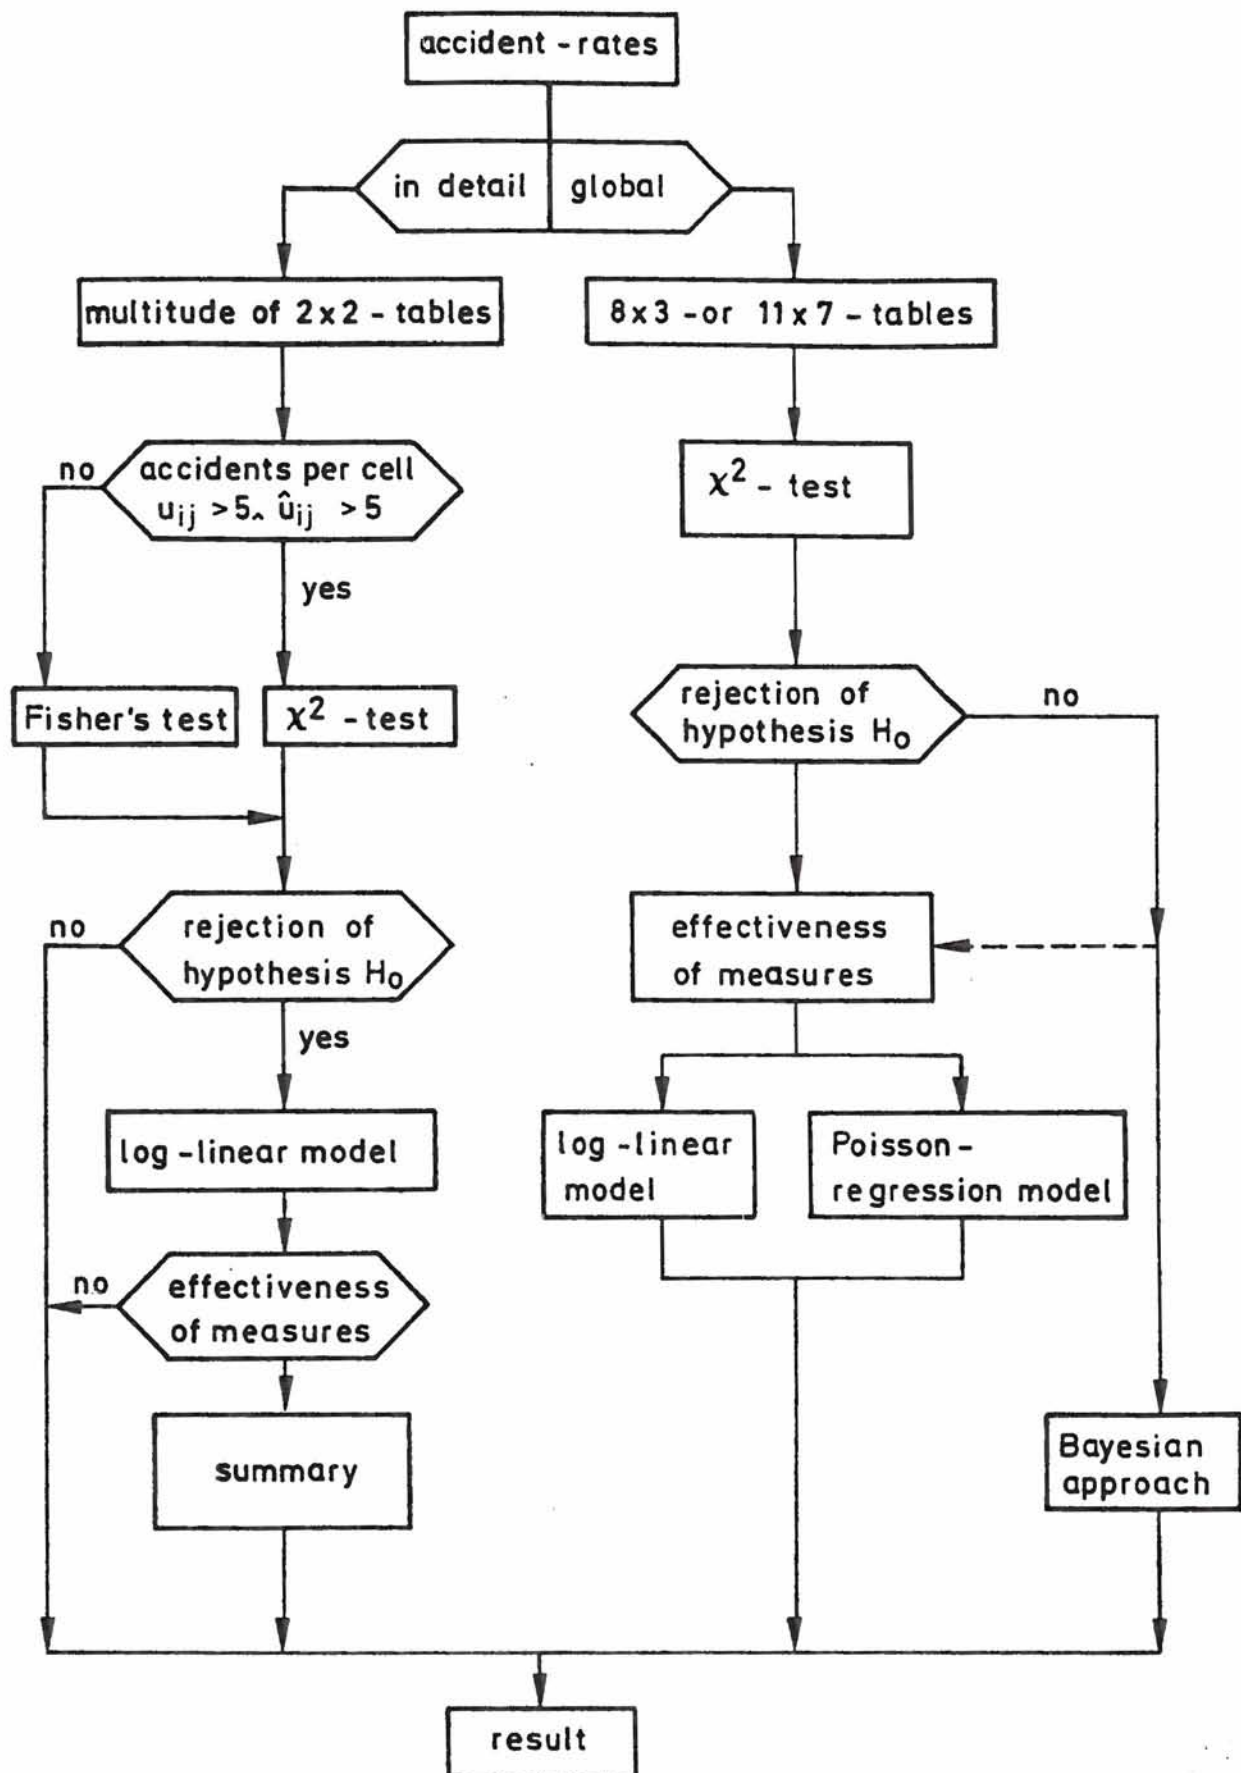 accident - rates
in detail
global
multitude of 2x2 - tables
8x3 - or 11x7 - tables
no
accidents per cell
u_ij > 5 ^ û_ij > 5
yes
χ² - test
Fisher's test
χ² - test
rejection of
hypothesis H₀
no
no
rejection of
hypothesis H₀
yes
effectiveness
of measures
log - linear model
log - linear
model
Poisson -
regression model
no
effectiveness
of measures
summary
Bayesian
approach
result